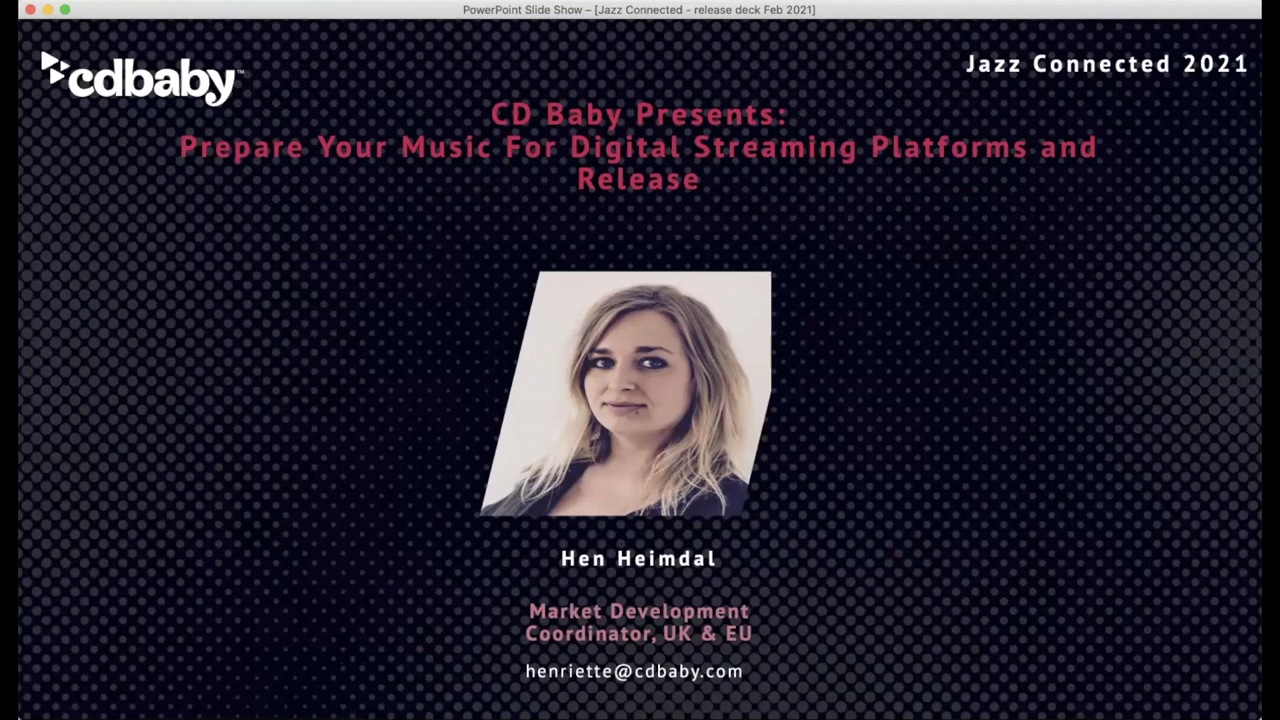 PowerPoint Slide Show – [Jazz Connected - release deck Feb 2021]
cdbaby™
Jazz Connected 2021
CD Baby Presents:
Prepare Your Music For Digital Streaming Platforms and
Release
Hen Heimdal
Market Development
Coordinator, UK & EU
henriette@cdbaby.com